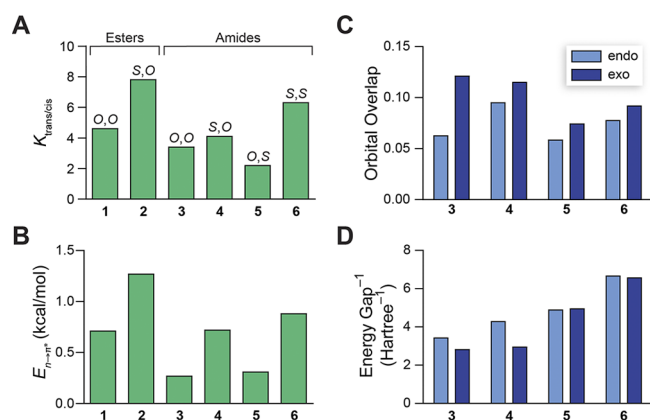 A
Esters
Amides
K trans/cis
10
8
6
4
2
0
O,O
S,O
O,O
S,O
O,S
S,S
1 2 3 4 5 6
B
E n→π* (kcal/mol)
1.5
1.0
0.5
0.0
1 2 3 4 5 6
C
Orbital Overlap
0.15
0.10
0.05
0.00
endo
exo
3 4 5 6
D
Energy Gap⁻¹
(Hartree⁻¹)
8
6
4
2
0
3 4 5 6